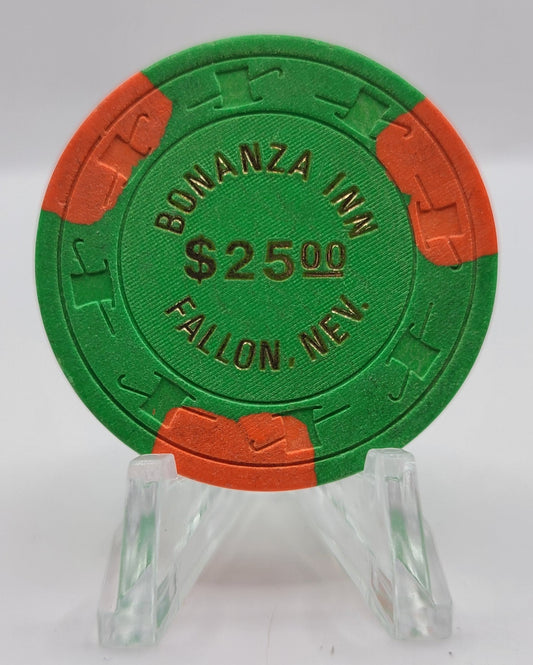 BONANZA INN
$25.00
FALLON, NEV.